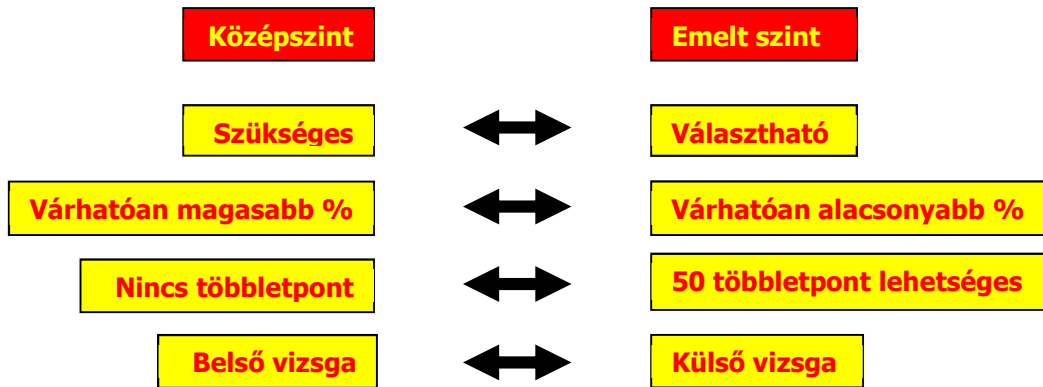 Középszint
Emelt szint
Szükséges
Választható
Várhatóan magasabb %
Várhatóan alacsonyabb %
Nincs többletpont
50 többletpont lehetséges
Belső vizsga
Külső vizsga